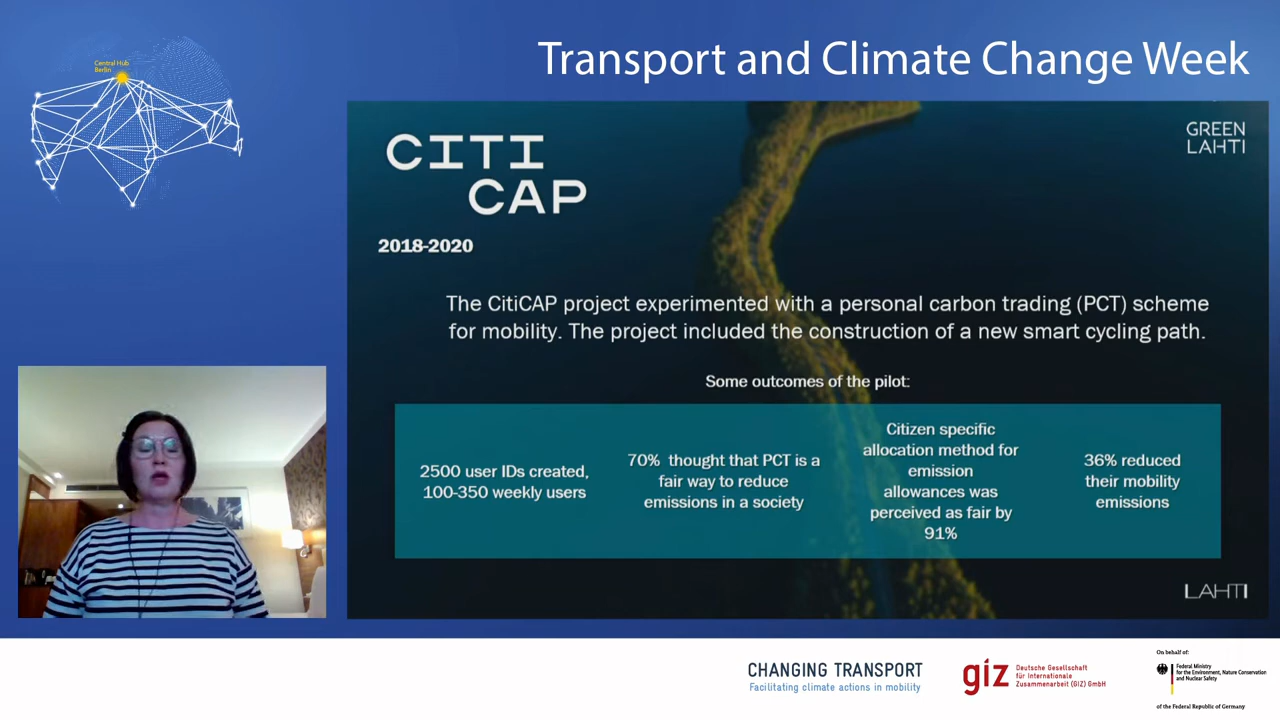 Central Hub
Berlin
Transport and Climate Change Week
CITI
CAP
GREEN
LAHTI
2018-2020
The CitiCAP project experimented with a personal carbon trading (PCT) scheme
for mobility. The project included the construction of a new smart cycling path.
Some outcomes of the pilot:
2500 user IDs created,
100-350 weekly users
70% thought that PCT is a
fair way to reduce
emissions in a society
Citizen specific
allocation method for
emission
allowances was
perceived as fair by
91%
36% reduced
their mobility
emissions
LAHTI
CHANGING TRANSPORT
Facilitating climate actions in mobility
giz
Deutsche Gesellschaft
für Internationale
Zusammenarbeit (GIZ) GmbH
On behalf of:
Federal Ministry
for the Environment, Nature Conservation
and Nuclear Safety
of the Federal Republic of Germany